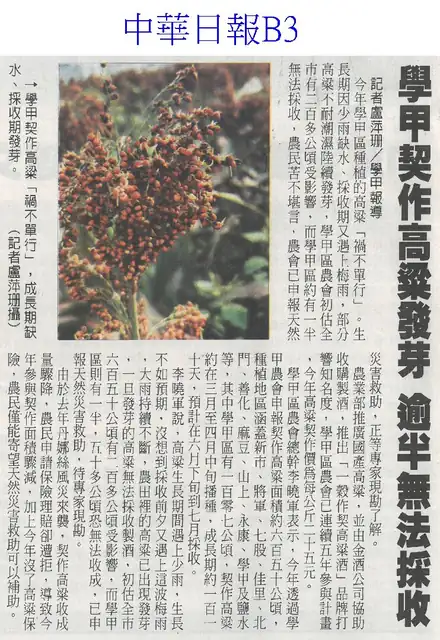 中華日報B3
學甲契作高粱發芽 逾半無法採收
記者盧萍珊/學甲報導
今年學甲區種植的高粱「禍不單行」。生
長期因少雨缺水、採收期又遇上梅雨,部分
高粱不耐潮濕陸續發芽,學甲區農會初估全
市有二百多公頃受影響,而學甲區約有一半
無法採收,農民苦不堪言,農會已申報天然
災害救助,正等專家現勘了解。
農業部推廣國產高粱,並由金酒公司協助
收購製酒,推出「一穀作契高粱酒」品牌打
響知名度,學甲區農會已連續五年參與計畫
,今年高粱契作價為每公斤二十五元。
學甲區農會總幹事李曉軍表示,今年透過學
甲農會申報契作高粱面積約六百五十公頃,
種植地區涵蓋新市、將軍、七股、佳里、北
門、善化、麻豆、山上、永康、學甲及鹽水
等,其中學甲區有一百零七公頃,契作高粱
約在三月至四月中旬播種,成長期約一百一
十天,預計在六月下旬到七月採收。
李曉軍說,高粱生長期間遇上少雨,生長
不如預期,沒想到採收前夕又遇上這波梅雨
,大雨持續不斷,農田裡的高粱已出現發芽
,一旦發芽的高粱無法採收製酒,初估全市
六百五十公頃有二百多公頃受影響,而學甲
區則有一半,五十多公頃恐無法收成,已申
報天然災害救助,待專家現勘。
由於去年丹娜絲風災來襲,契作高粱收成
量驟降,農民申請保險理賠卻遭拒,導致今
年參與契作面積驟減,加上今年沒了高粱保
險,農民僅能寄望天然災害救助可以補助。
→學甲契作高粱「禍不單行」,成長期缺
水、採收期發芽。 (記者盧萍珊攝)